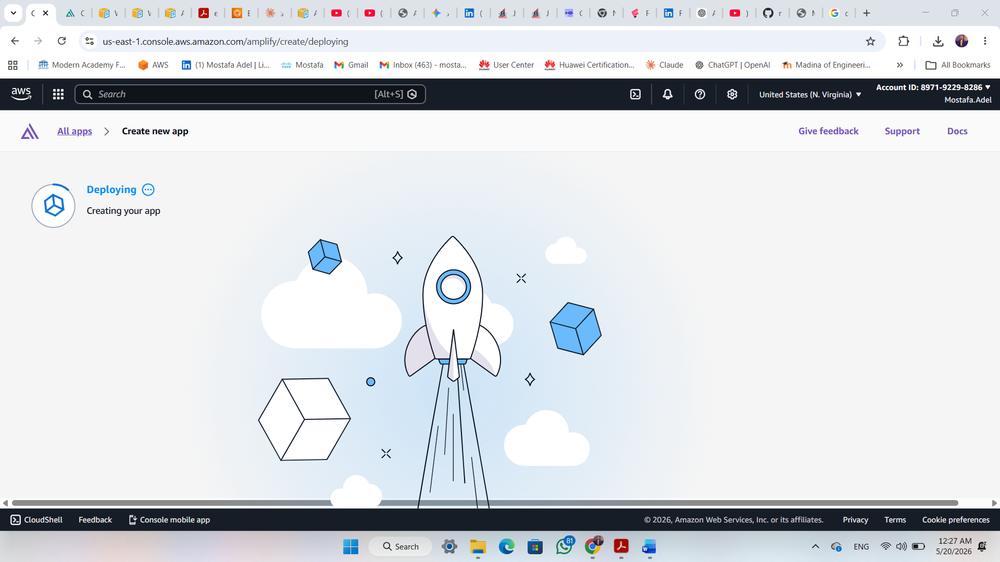 us-east-1.console.aws.amazon.com/amplify/create/deploying
Modern Academy F...
AWS
(1) Mostafa Adel | Li...
Mostafa
Gmail
Inbox (463) - mosta...
User Center
Huawei Certification...
Claude
ChatGPT | OpenAI
Madina of Engineeri...
All Bookmarks
aws
Search
[Alt+S]
United States (N. Virginia)
Account ID: 8971-9229-8286
Mostafa.Adel
All apps
Create new app
Give feedback
Support
Docs
Deploying
Creating your app
CloudShell
Feedback
Console mobile app
© 2026, Amazon Web Services, Inc. or its affiliates.
Privacy
Terms
Cookie preferences
Search
81
ENG
12:27 AM
5/20/2026